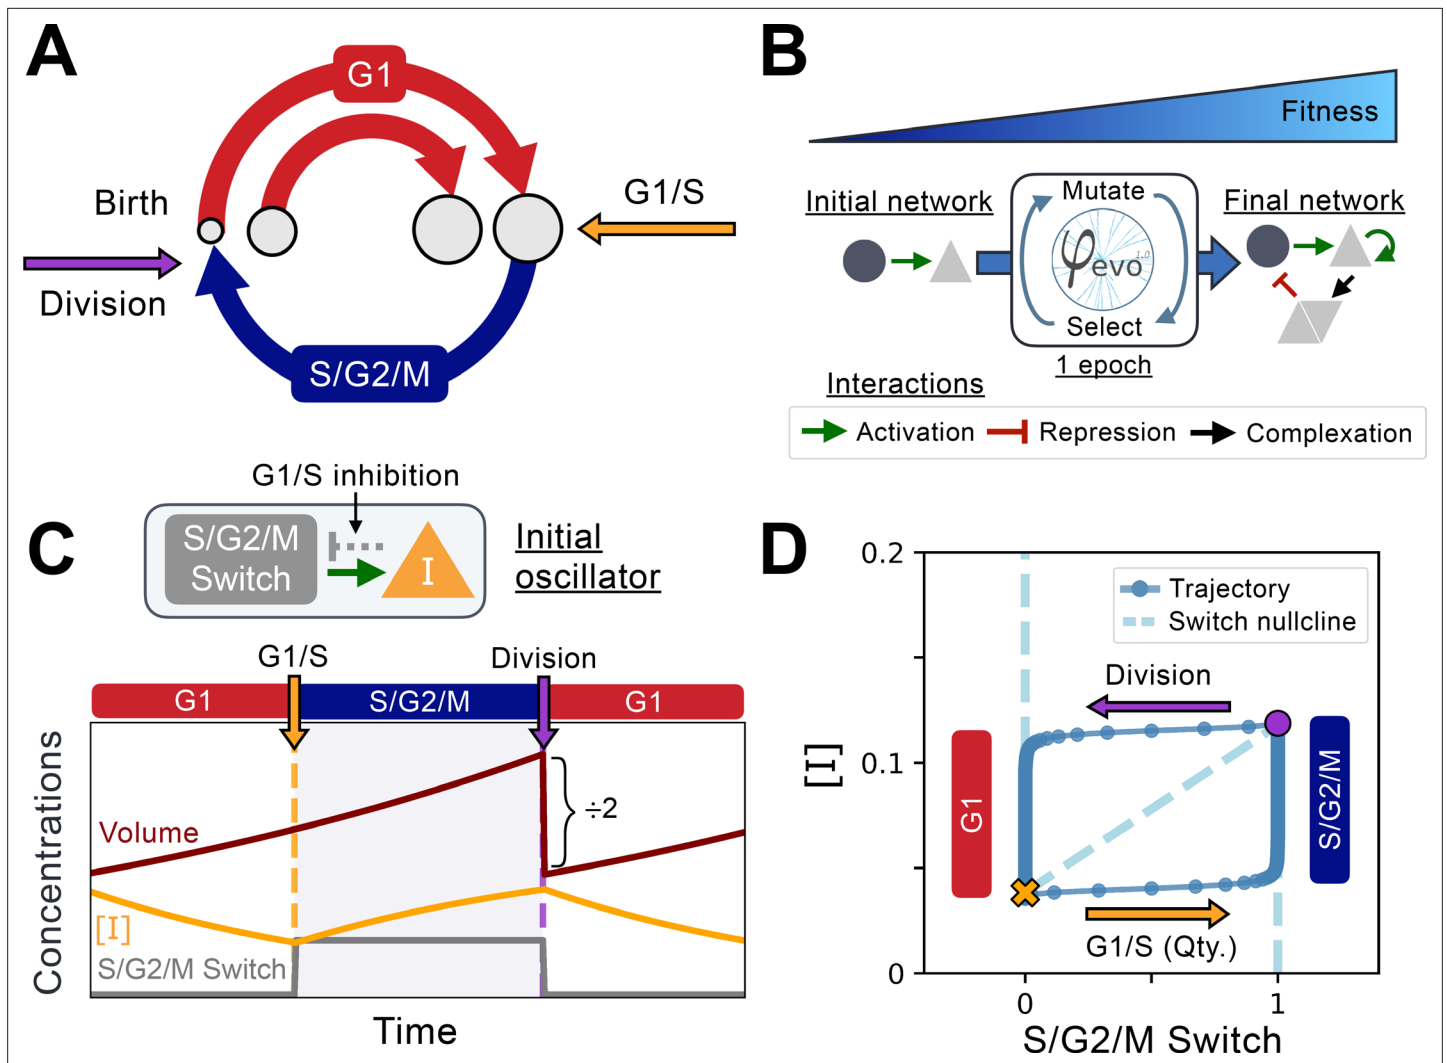 A
G1
Birth
Division
G1/S
S/G2/M
B
Fitness
Initial network
Mutate
φevo 1.0
Select
1 epoch
Final network
Interactions
Activation
Repression
Complexation
C
G1/S inhibition
S/G2/M
Switch
I
Initial
oscillator
G1/S
Division
G1
S/G2/M
G1
Concentrations
Volume
÷2
[I]
S/G2/M Switch
Time
D
0.2
Trajectory
Switch nullcline
Division
[I]
0.1
G1
S/G2/M
G1/S (Qty.)
0
0
1
S/G2/M Switch